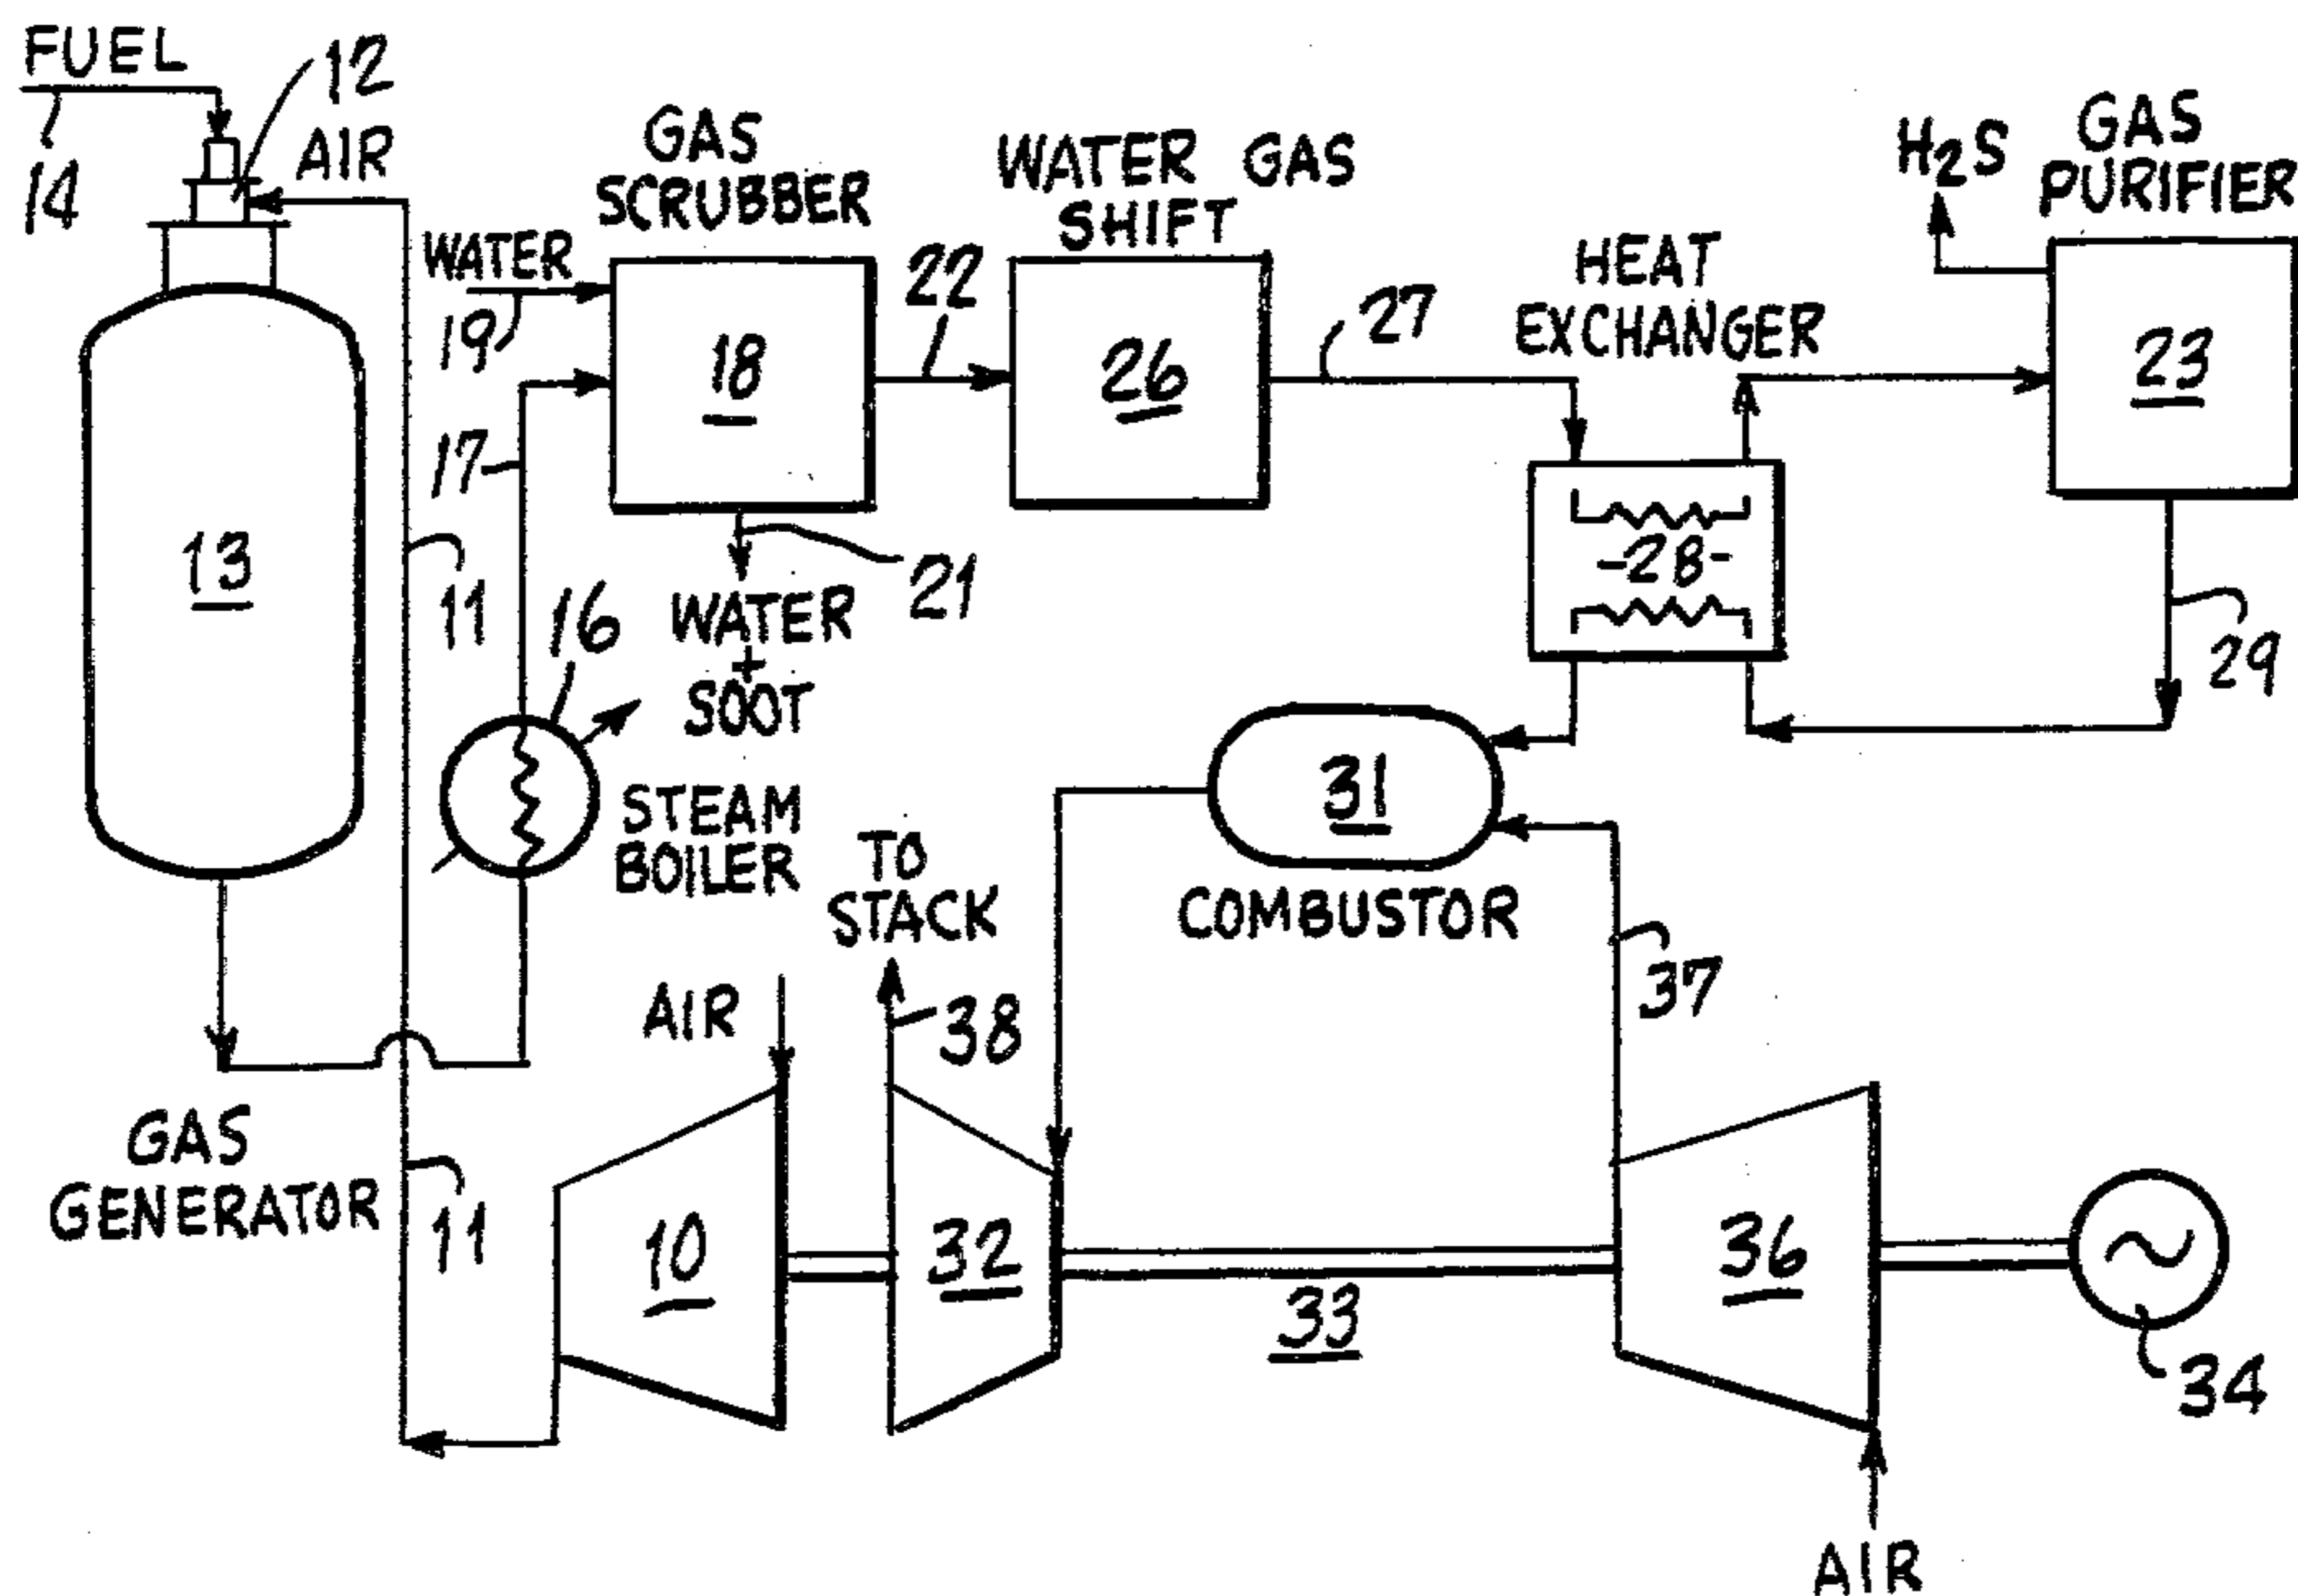 FUEL
12
AIR
14
GAS
SCRUBBER
WATER GAS
SHIFT
H2S
GAS
PURIFIER
WATER
19
22
27
HEAT
EXCHANGER
18
26
23
17
13
11
16
21
WATER
+
SOOT
-28-
29
STEAM
BOILER
31
TO
STACK
COMBUSTOR
AIR
38
37
GAS
GENERATOR
11
10
32
33
36
34
AIR